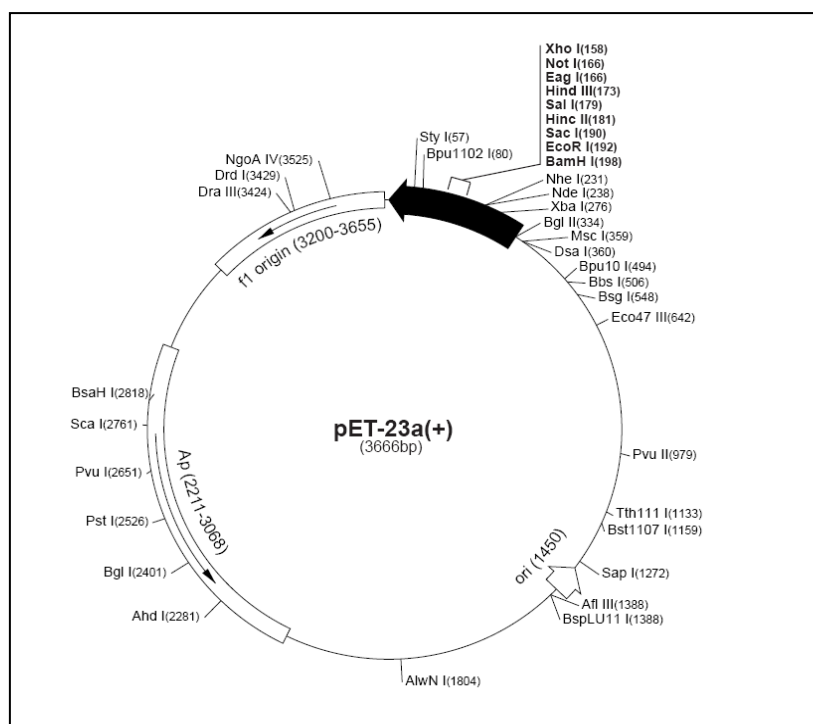 Xho I(158)
Not I(166)
Eag I(166)
Hind III(173)
Sal I(179)
Hinc II(181)
Sac I(190)
EcoR I(192)
BamH I(198)
Sty I(57)
Bpu1102 I(80)
NgoA IV(3525)
Drd I(3429)
Dra III(3424)
Nhe I(231)
Nde I(238)
Xba I(276)
Bgl II(334)
Msc I(359)
Dsa I(360)
Bpu10 I(494)
Bbs I(506)
Bsg I(548)
Eco47 III(642)
f1 origin (3200-3655)
BsaH I(2818)
Sca I(2761)
Pvu I(2651)
Pst I(2526)
Bgl I(2401)
Ahd I(2281)
Ap (2211-3068)
pET-23a(+)
(3666bp)
Pvu II(979)
Tth111 I(1133)
Bst1107 I(1159)
ori (1450)
Sap I(1272)
Afl III(1388)
BspLU11 I(1388)
AlwN I(1804)